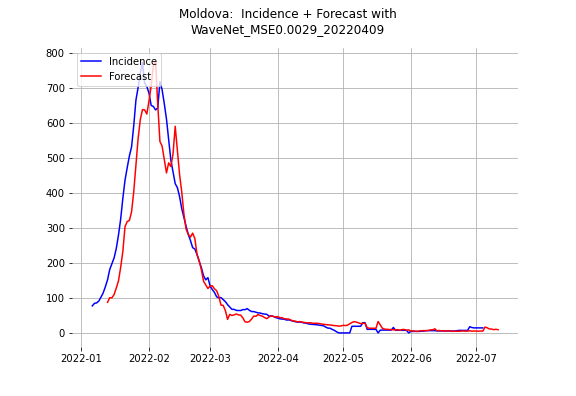 Moldova:  Incidence + Forecast with
WaveNet_MSE0.0029_20220409
800
700
600
500
400
300
200
100
0
Incidence
Forecast
2022-01 2022-02 2022-03 2022-04 2022-05 2022-06 2022-07